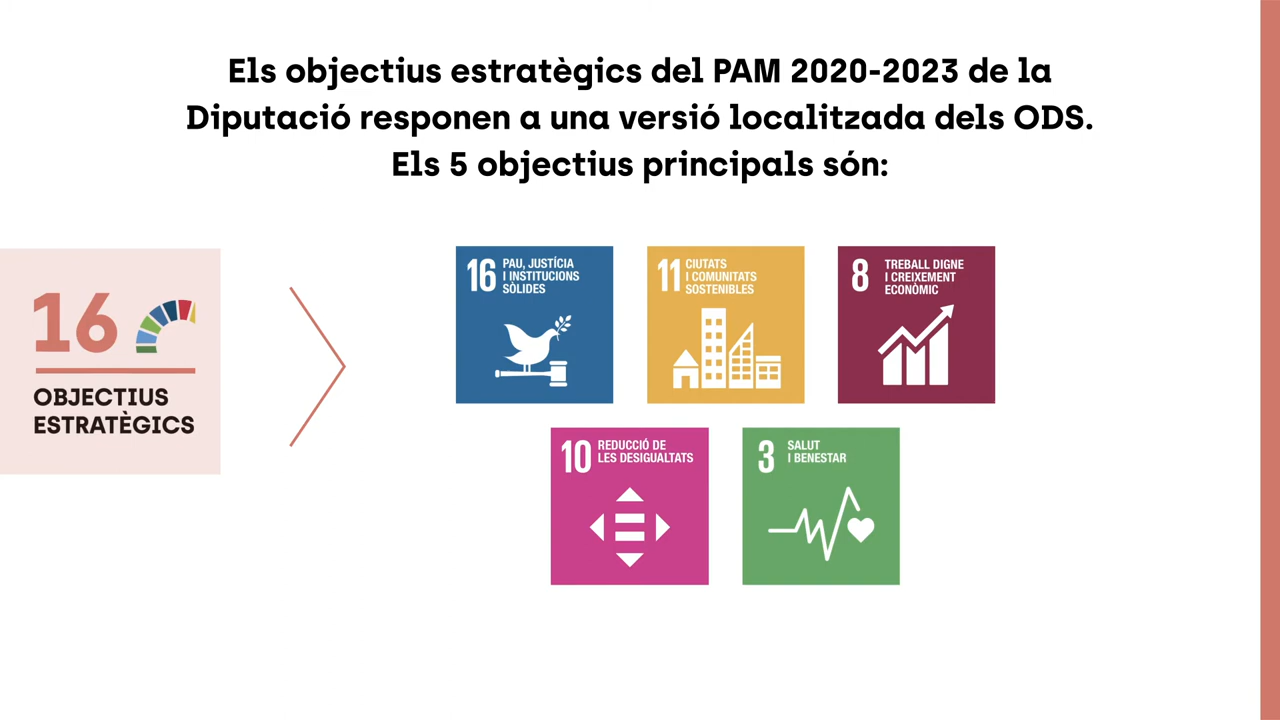 Els objectius estratègics del PAM 2020-2023 de la
Diputació responen a una versió localitzada dels ODS.
Els 5 objectius principals són:
16
OBJECTIUS
ESTRATÈGICS
16
PAU, JUSTÍCIA
I INSTITUCIONS
SÒLIDES
11
CIUTATS
I COMUNITATS
SOSTENIBLES
8
TREBALL DIGNE
I CREIXEMENT
ECONÒMIC
10
REDUCCIÓ DE
LES DESIGUALTATS
3
SALUT
I BENESTAR